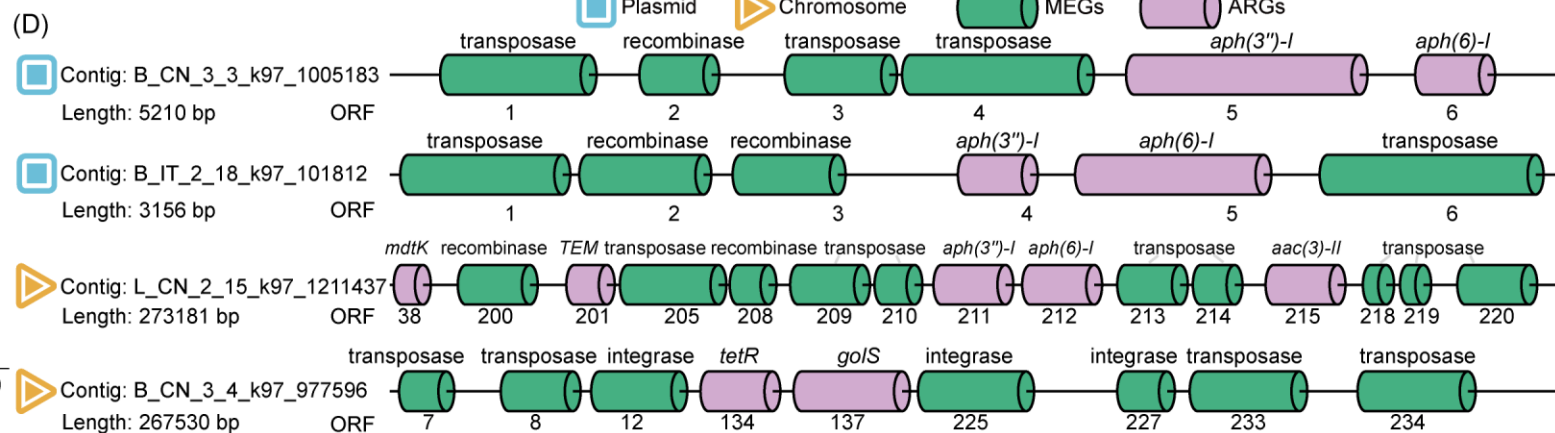 (D)
Plasmid Chromosome MEGs ARGs
transposase recombinase transposase transposase aph(3'')-I aph(6)-I
Contig: B_CN_3_3_k97_1005183
Length: 5210 bp ORF 1 2 3 4 5 6
transposase recombinase recombinase aph(3'')-I aph(6)-I transposase
Contig: B_IT_2_18_k97_101812
Length: 3156 bp ORF 1 2 3 4 5 6
mdtK recombinase TEM transposase recombinase transposase aph(3'')-I aph(6)-I transposase aac(3)-II transposase
Contig: L_CN_2_15_k97_1211437
Length: 273181 bp ORF 38 200 201 205 208 209 210 211 212 213 214 215 218 219 220
transposase transposase integrase tetR golS integrase integrase transposase transposase
Contig: B_CN_3_4_k97_977596
Length: 267530 bp ORF 7 8 12 134 137 225 227 233 234